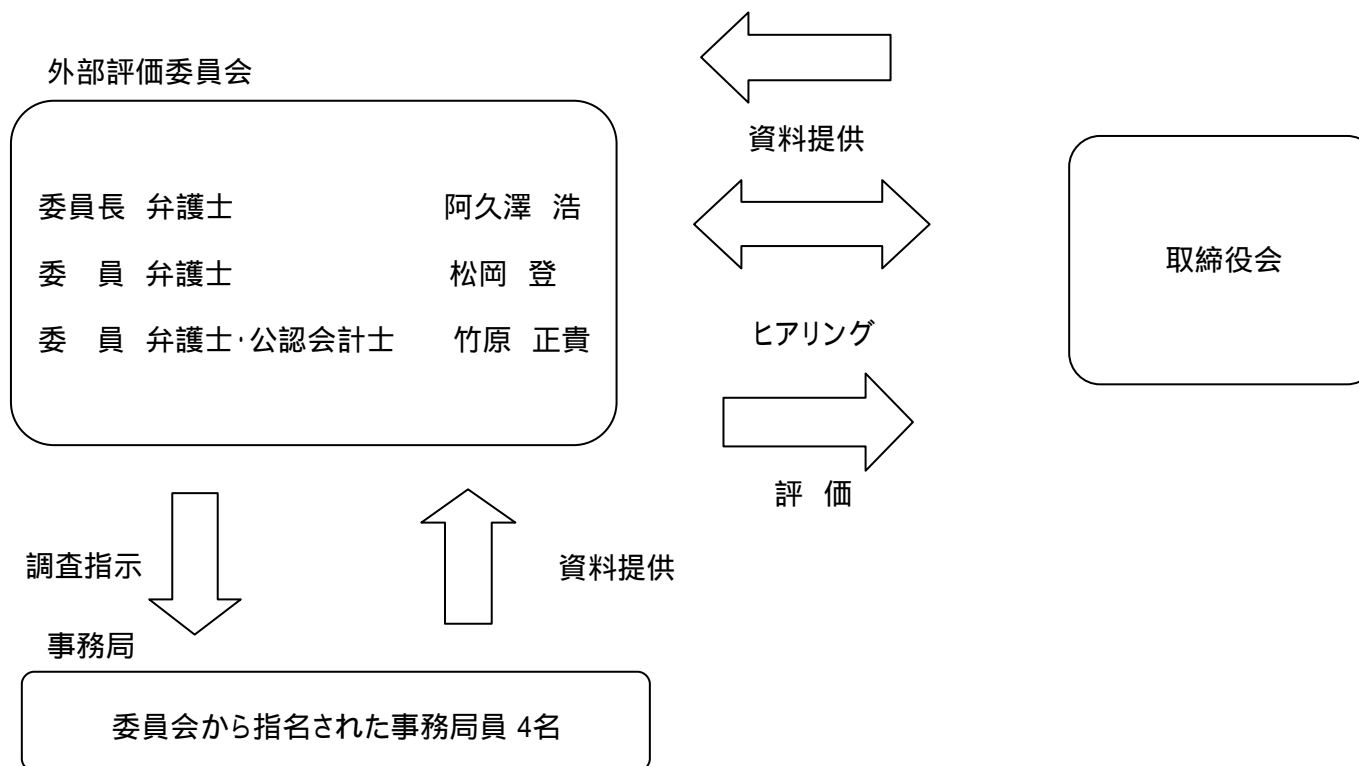 外部評価委員会
資料提供
委員長 弁護士 阿久澤 浩
委 員 弁護士 松岡 登
委 員 弁護士・公認会計士 竹原 正貴
取締役会
ヒアリング
評 価
調査指示
資料提供
事務局
委員会から指名された事務局員 4名